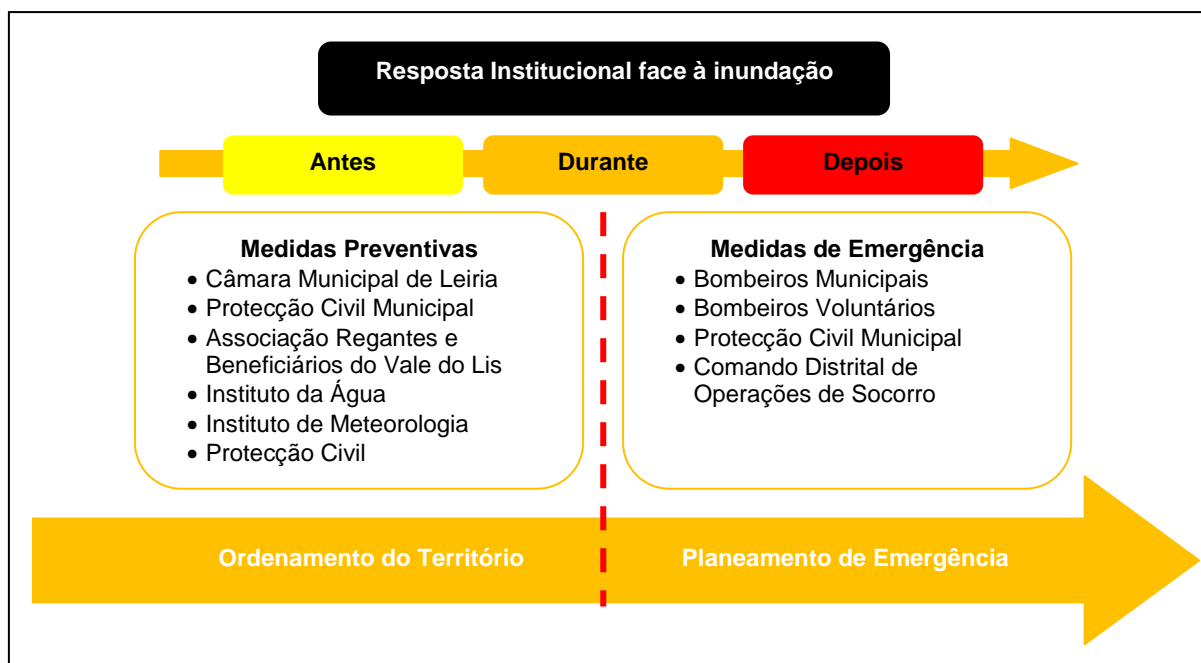 Resposta Institucional face à inundação
Antes
Durante
Depois
Medidas Preventivas
• Câmara Municipal de Leiria
• Protecção Civil Municipal
• Associação Regantes e
Beneficiários do Vale do Lis
• Instituto da Água
• Instituto de Meteorologia
• Protecção Civil
Medidas de Emergência
• Bombeiros Municipais
• Bombeiros Voluntários
• Protecção Civil Municipal
• Comando Distrital de
Operações de Socorro
Ordenamento do Território
Planeamento de Emergência